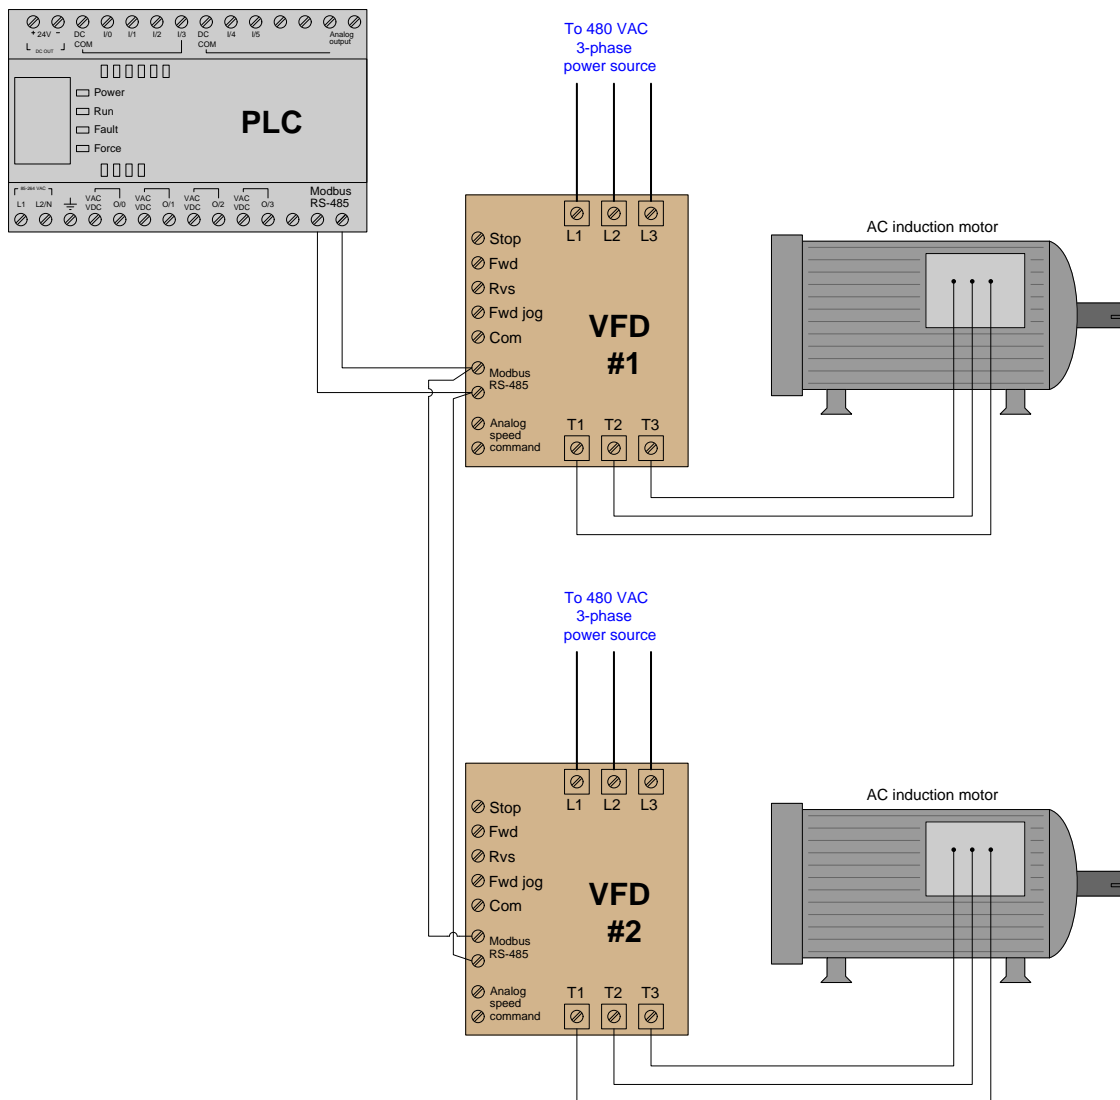 + 24V -
DC OUT
DC
COM
I/0
I/1
I/2
I/3
DC
COM
I/4
I/5
Analog
output
Power
Run
Fault
Force
PLC
85-264 VAC
L1
L2/N
VAC
VDC
O/0
VAC
VDC
O/1
VAC
VDC
O/2
VAC
VDC
O/3
Modbus
RS-485
To 480 VAC
3-phase
power source
L1
L2
L3
Stop
Fwd
Rvs
Fwd jog
Com
Modbus
RS-485
Analog
speed
command
VFD
#1
T1
T2
T3
AC induction motor
To 480 VAC
3-phase
power source
L1
L2
L3
Stop
Fwd
Rvs
Fwd jog
Com
Modbus
RS-485
Analog
speed
command
VFD
#2
T1
T2
T3
AC induction motor